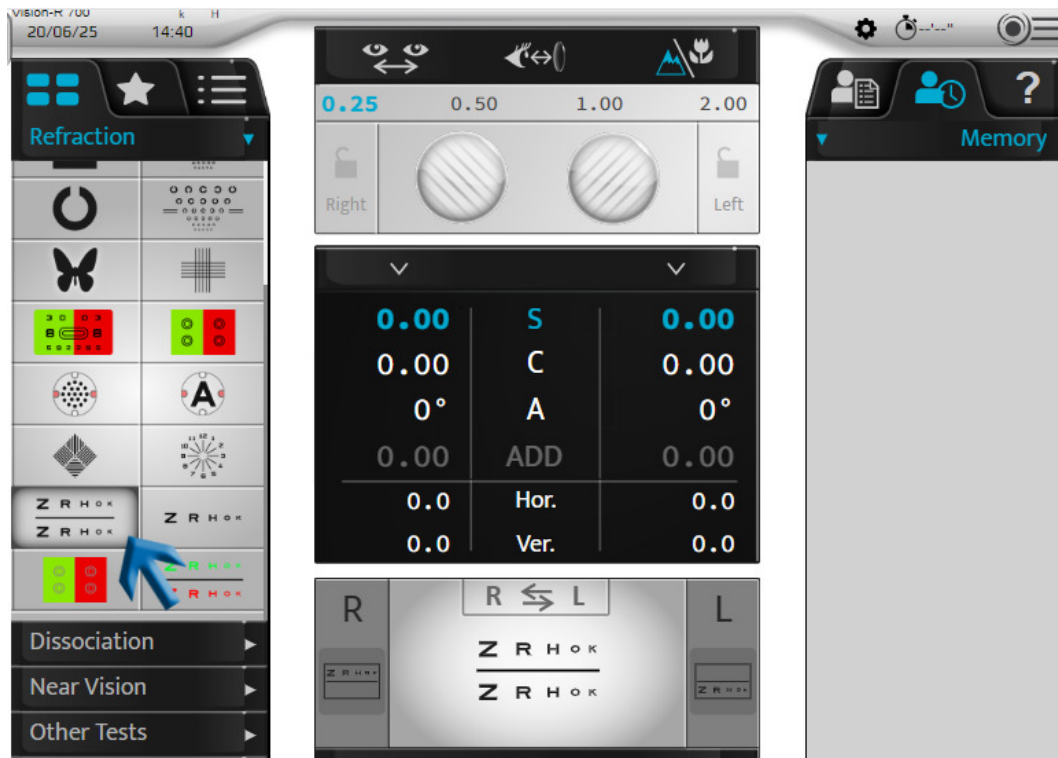 Vision-R 700
k H
20/06/25 14:40 --'--"
0.25 0.50 1.00 2.00
Refraction
?
Memory
Right Left
0.00 S 0.00
0.00 C 0.00
0° A 0°
0.00 ADD 0.00
0.0 Hor. 0.0
0.0 Ver. 0.0
A
Z R H O K
Z R H O K
Z R H O K
Z R H O K
Z R H O K
R R ⇆ L L
Z R H O K
Z R H O K
Dissociation
Near Vision
Other Tests